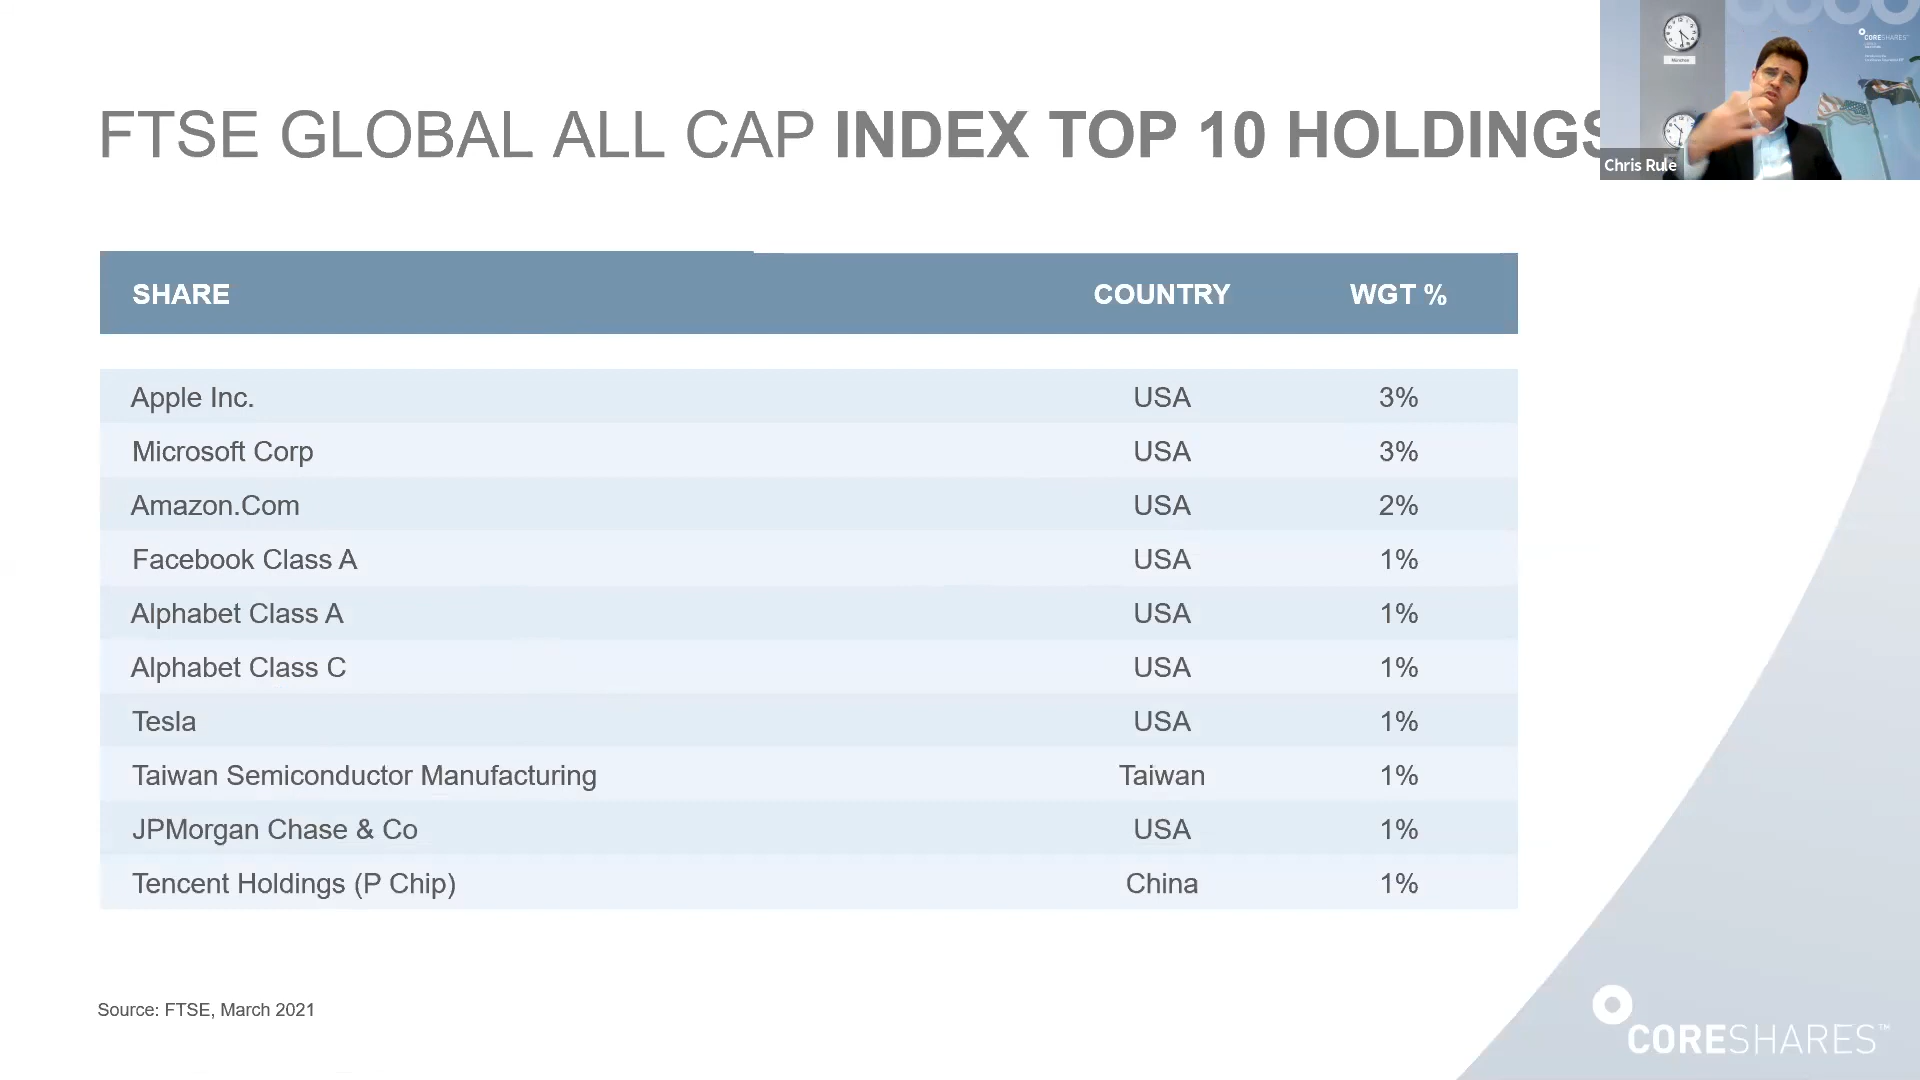 FTSE GLOBAL ALL CAP INDEX TOP 10 HOLDINGS
CORESHARES
Chris Rule
SHARE COUNTRY WGT %
Apple Inc. USA 3%
Microsoft Corp USA 3%
Amazon.Com USA 2%
Facebook Class A USA 1%
Alphabet Class A USA 1%
Alphabet Class C USA 1%
Tesla USA 1%
Taiwan Semiconductor Manufacturing Taiwan 1%
JPMorgan Chase & Co USA 1%
Tencent Holdings (P Chip) China 1%
Source: FTSE, March 2021
CORESHARES™